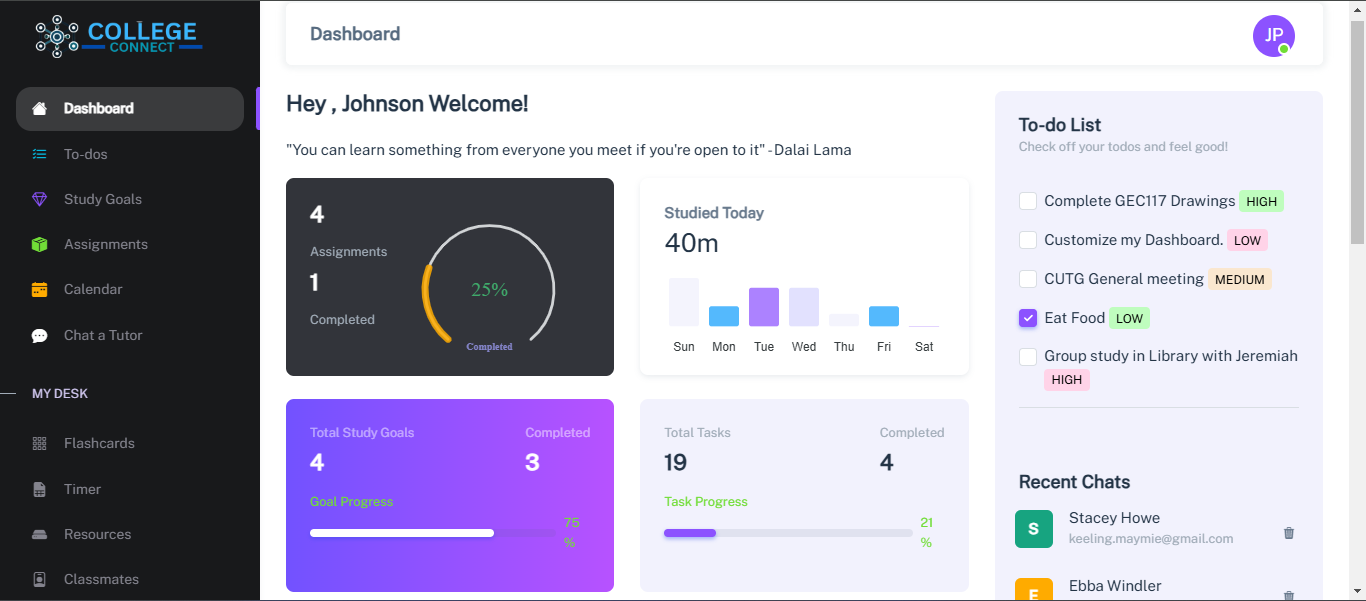 COLLEGE
CONNECT
Dashboard
To-dos
Study Goals
Assignments
Calendar
Chat a Tutor
MY DESK
Flashcards
Timer
Resources
Classmates
Dashboard
JP
Hey , Johnson Welcome!
"You can learn something from everyone you meet if you're open to it" - Dalai Lama
4
Assignments
1
Completed
25%
Completed
Studied Today
40m
Sun Mon Tue Wed Thu Fri Sat
Total Study Goals Completed
4 3
Goal Progress
75
%
Total Tasks Completed
19 4
Task Progress
21
%
To-do List
Check off your todos and feel good!
Complete GEC117 Drawings HIGH
Customize my Dashboard. LOW
CUTG General meeting MEDIUM
Eat Food LOW
Group study in Library with Jeremiah
HIGH
Recent Chats
S
Stacey Howe
keeling.maymie@gmail.com
E
Ebba Windler